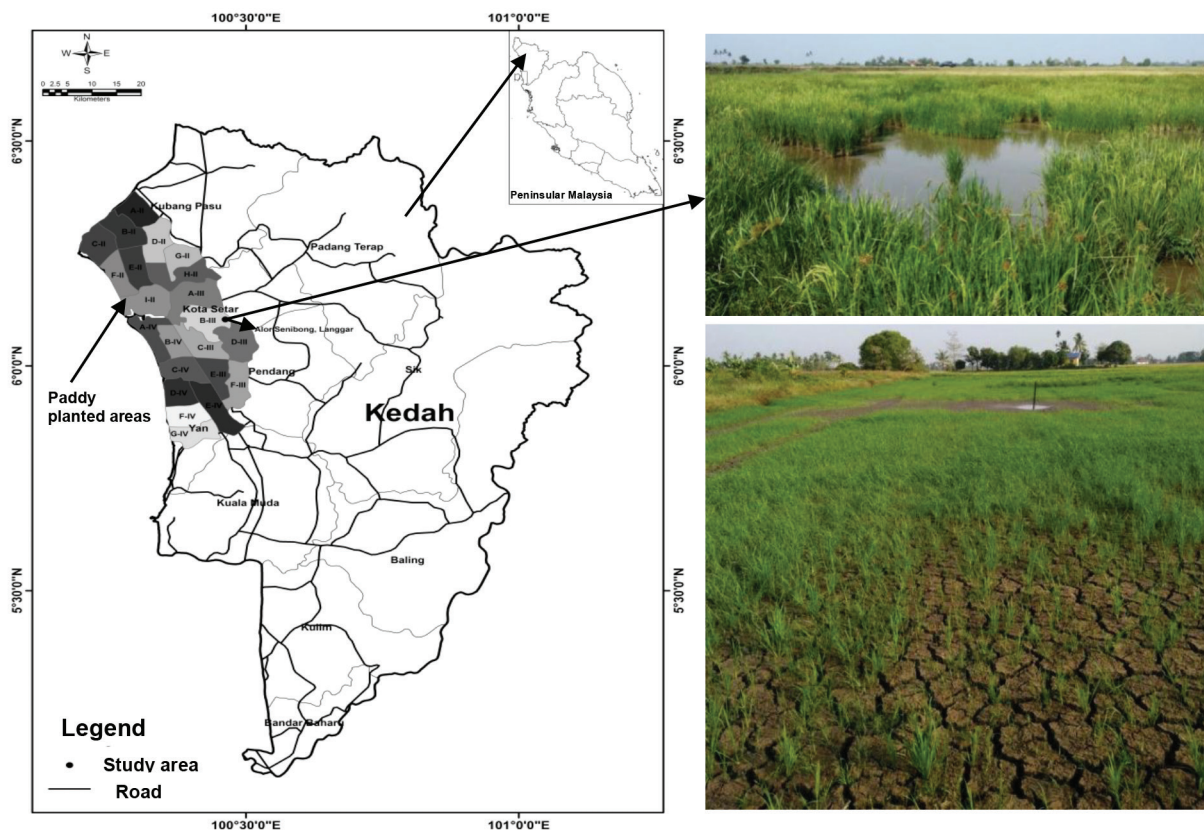 100°30'0"E
101°0'0"E
N
W
E
S
0 2.5 5
10
15
20
Kilometers
6°30'0"N
6°0'0"N
5°30'0"N
6°30'0"N
6°0'0"N
5°30'0"N
Peninsular Malaysia
Kubang Pasu
A-II
B-II
C-II
D-II
G-II
E-II
F-II
H-II
Padang Terap
A-III
I-II
Kota Setar
B-III
A-IV
Alor Senibong, Langgar
B-IV
C-III
D-III
C-IV
E-III
Pendang
F-III
Sik
D-IV
E-IV
F-IV
G-IV
Yan
Paddy
planted areas
Kedah
Kuala Muda
Baling
Kulim
Bandar Baharu
Legend
Study area
Road
100°30'0"E
101°0'0"E